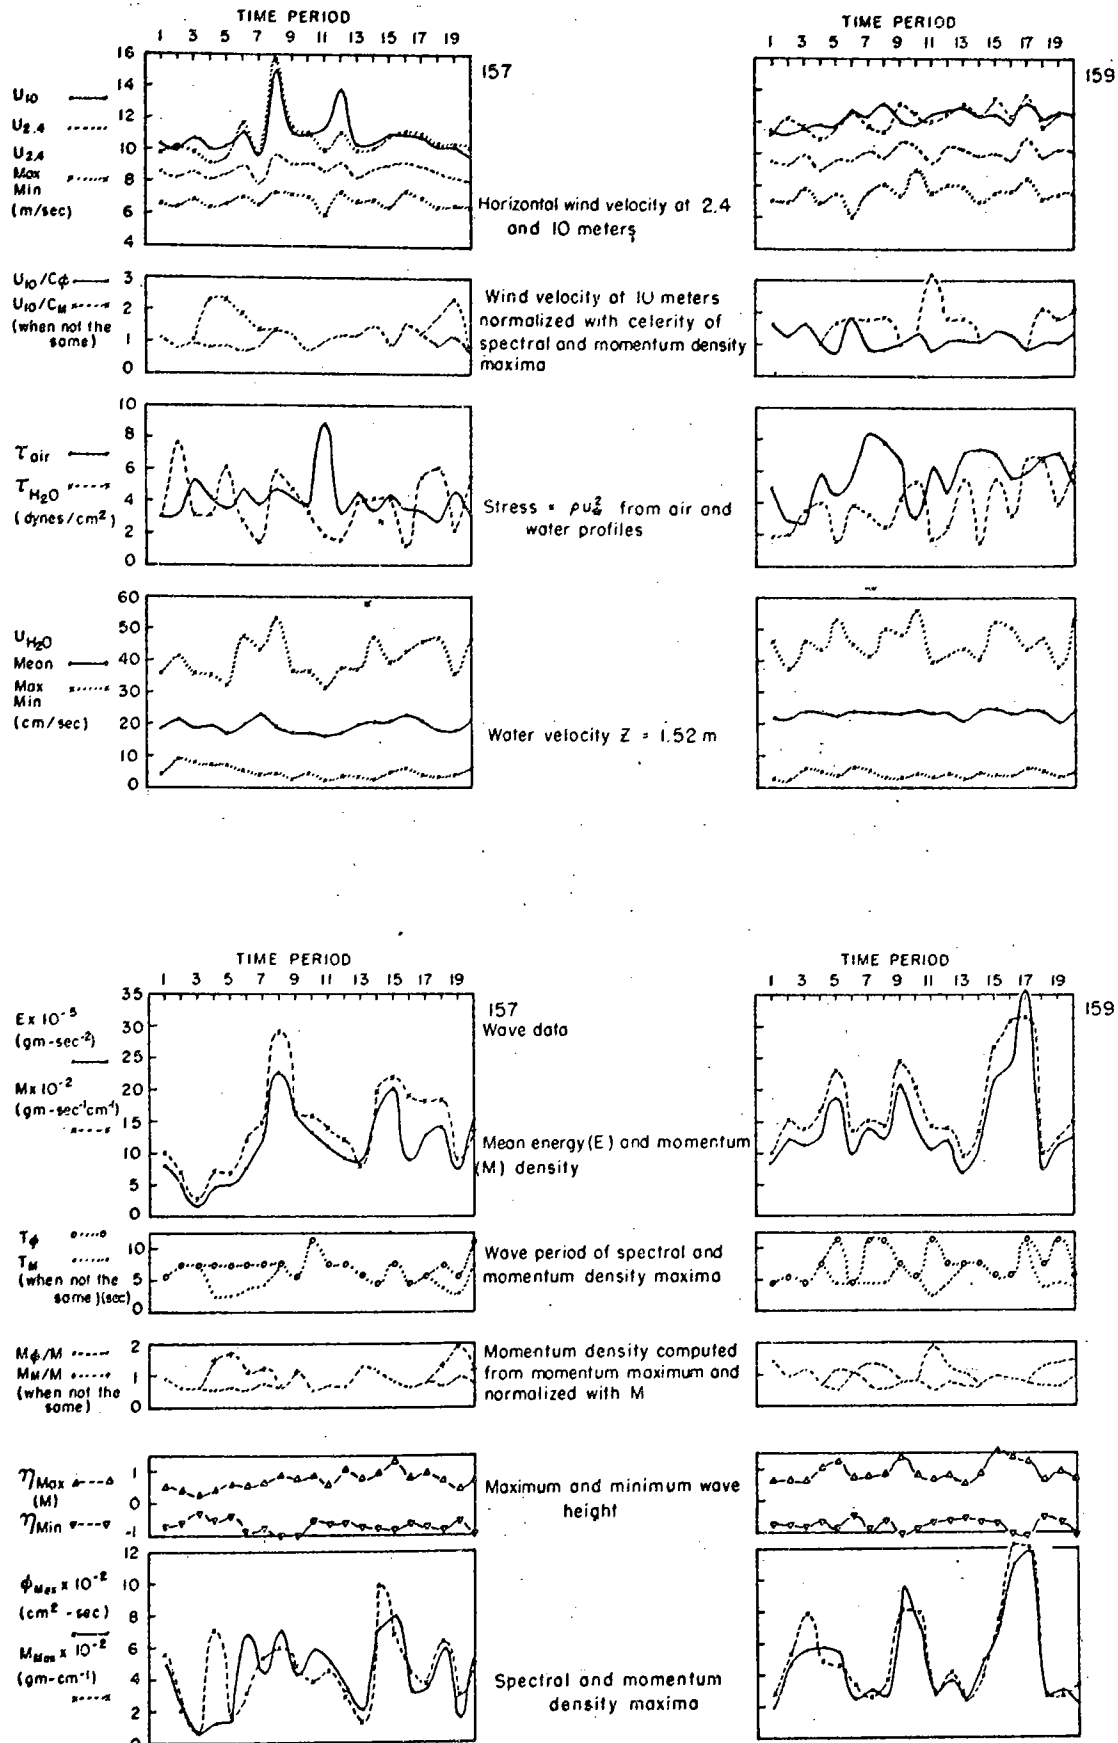 TIME PERIOD
1 3 5 7 9 11 13 15 17 19
16
14
12
10
8
6
4
157
U10
U2.4
U2.4
Max
Min
(m/sec)
Horizontal wind velocity at 2.4
and 10 meters
TIME PERIOD
1 3 5 7 9 11 13 15 17 19
159
U10/Cϕ
U10/CM
(when not the
same)
3
2
1
0
Wind velocity at 10 meters
normalized with celerity of
spectral and momentum density
maxima
τair
τH2O
(dynes/cm²)
10
8
6
4
2
0
Stress = ρu*² from air and
water profiles
UH2O
Mean
Max
Min
(cm/sec)
60
50
40
30
20
10
0
Water velocity Z = 1.52 m
TIME PERIOD
1 3 5 7 9 11 13 15 17 19
35
30
25
20
15
10
5
0
157
Wave data
E x 10⁻⁵
(gm-sec⁻²)
M x 10⁻²
(gm-sec⁻¹cm⁻¹)
Mean energy (E) and momentum
(M) density
TIME PERIOD
1 3 5 7 9 11 13 15 17 19
159
Tϕ
TM
(when not the
same)(sec)
10
5
0
Wave period of spectral and
momentum density maxima
Mϕ/M
MM/M
(when not the
same)
2
1
0
Momentum density computed
from momentum maximum and
normalized with M
ηMax
(M)
ηMin
1
0
-1
Maximum and minimum wave
height
ϕMax x 10⁻²
(cm² - sec)
MMax x 10⁻²
(gm-cm⁻¹)
12
10
8
6
4
2
0
Spectral and momentum
density maxima